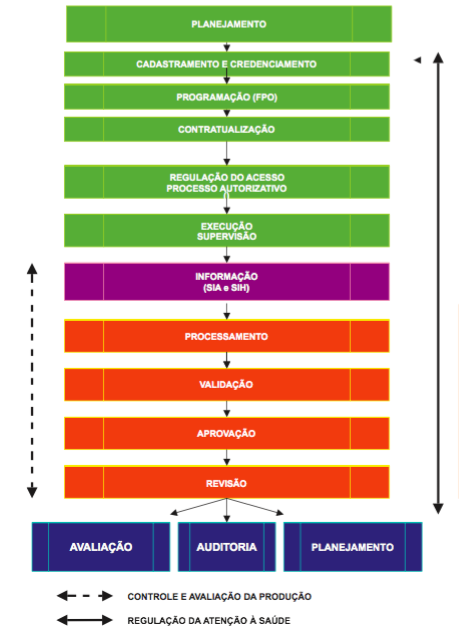 PLANEJAMENTO
CADASTRAMENTO E CREDENCIAMENTO
PROGRAMAÇÃO (FPO)
CONTRATUALIZAÇÃO
REGULAÇÃO DO ACESSO
PROCESSO AUTORIZATIVO
EXECUÇÃO
SUPERVISÃO
INFORMAÇÃO
(SIA e SIH)
PROCESSAMENTO
VALIDAÇÃO
APROVAÇÃO
REVISÃO
AVALIAÇÃO
AUDITORIA
PLANEJAMENTO
CONTROLE E AVALIAÇÃO DA PRODUÇÃO
REGULAÇÃO DA ATENÇÃO À SAÚDE